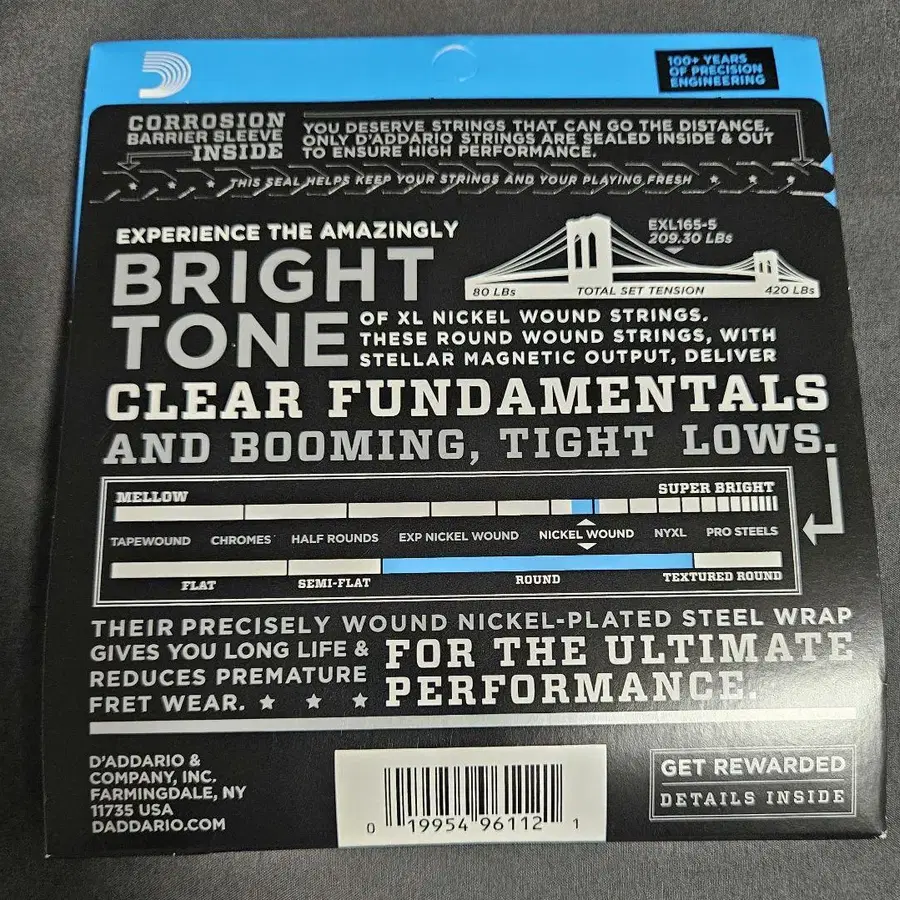 100+ YEARS
OF PRECISION
ENGINEERING
CORROSION
BARRIER SLEEVE
INSIDE
YOU DESERVE STRINGS THAT CAN GO THE DISTANCE,
ONLY D'ADDARIO STRINGS ARE SEALED INSIDE & OUT
TO ENSURE HIGH PERFORMANCE.
THIS SEAL HELPS KEEP YOUR STRINGS AND YOUR PLAYING FRESH
EXPERIENCE THE AMAZINGLY
BRIGHT
TONE
EXL165-5
209.30 LBs
80 LBs
TOTAL SET TENSION
420 LBs
OF XL NICKEL WOUND STRINGS.
THESE ROUND WOUND STRINGS, WITH
STELLAR MAGNETIC OUTPUT, DELIVER
CLEAR FUNDAMENTALS
AND BOOMING, TIGHT LOWS.
MELLOW
SUPER BRIGHT
TAPEWOUND CHROMES HALF ROUNDS EXP NICKEL WOUND NICKEL WOUND NYXL PRO STEELS
FLAT SEMI-FLAT ROUND TEXTURED ROUND
THEIR PRECISELY WOUND NICKEL-PLATED STEEL WRAP
GIVES YOU LONG LIFE &
REDUCES PREMATURE
FRET WEAR.
FOR THE ULTIMATE
PERFORMANCE.
D'ADDARIO &
COMPANY, INC.
FARMINGDALE, NY
11735 USA
DADDARIO.COM
0 19954 96112 1
GET REWARDED
DETAILS INSIDE